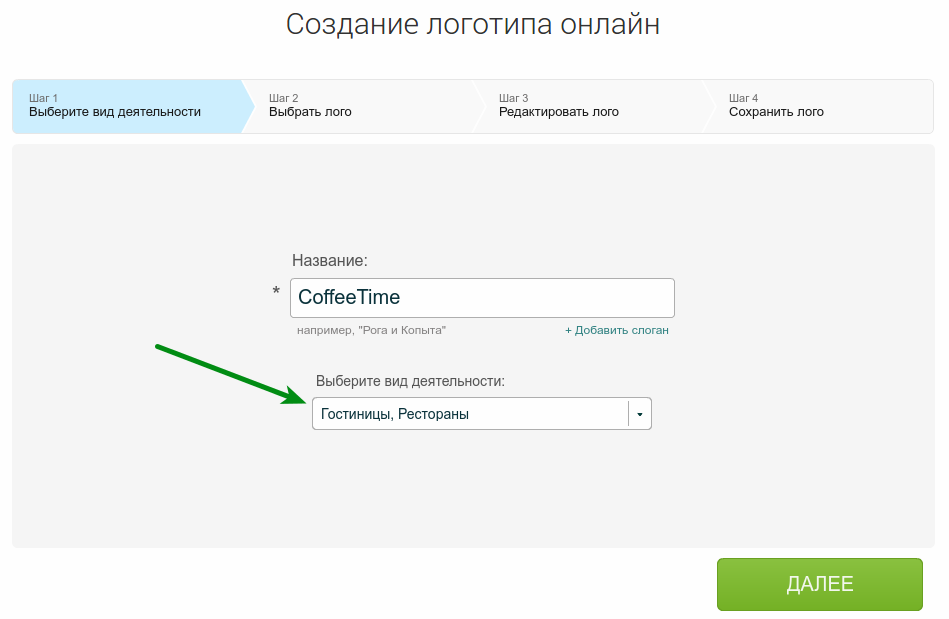 Создание логотипа онлайн
Шаг 1
Выберите вид деятельности
Шаг 2
Выбрать лого
Шаг 3
Редактировать лого
Шаг 4
Сохранить лого
Название:
* CoffeeTime
например, "Рога и Копыта"
+ Добавить слоган
Выберите вид деятельности:
Гостиницы, Рестораны
ДАЛЕЕ